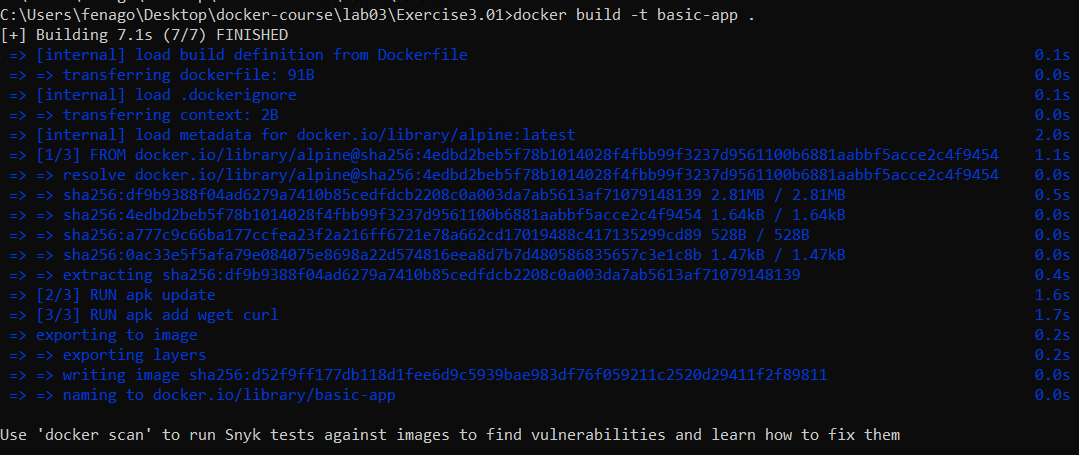 C:\Users\fenago\Desktop\docker-course\lab03\Exercise3.01>docker build -t basic-app .
[+] Building 7.1s (7/7) FINISHED
=> [internal] load build definition from Dockerfile 0.1s
=> => transferring dockerfile: 91B 0.0s
=> [internal] load .dockerignore 0.1s
=> => transferring context: 2B 0.0s
=> [internal] load metadata for docker.io/library/alpine:latest 2.0s
=> [1/3] FROM docker.io/library/alpine@sha256:4edbd2beb5f78b1014028f4fbb99f3237d9561100b6881aabbf5acce2c4f9454 1.1s
=> => resolve docker.io/library/alpine@sha256:4edbd2beb5f78b1014028f4fbb99f3237d9561100b6881aabbf5acce2c4f9454 0.0s
=> => sha256:df9b9388f04ad6279a7410b85cedfdcb2208c0a003da7ab5613af71079148139 2.81MB / 2.81MB 0.5s
=> => sha256:4edbd2beb5f78b1014028f4fbb99f3237d9561100b6881aabbf5acce2c4f9454 1.64kB / 1.64kB 0.0s
=> => sha256:a777c9c66ba177ccfea23f2a216ff6721e78a662cd17019488c417135299cd89 528B / 528B 0.0s
=> => sha256:0ac33e5f5afa79e084075e8698a22d574816eea8d7b7d480586835657c3e1c8b 1.47kB / 1.47kB 0.0s
=> => extracting sha256:df9b9388f04ad6279a7410b85cedfdcb2208c0a003da7ab5613af71079148139 0.4s
=> [2/3] RUN apk update 1.6s
=> [3/3] RUN apk add wget curl 1.7s
=> exporting to image 0.2s
=> => exporting layers 0.2s
=> => writing image sha256:d52f9ff177db118d1fee6d9c5939bae983df76f059211c2520d29411f2f89811 0.0s
=> => naming to docker.io/library/basic-app 0.0s
Use 'docker scan' to run Snyk tests against images to find vulnerabilities and learn how to fix them